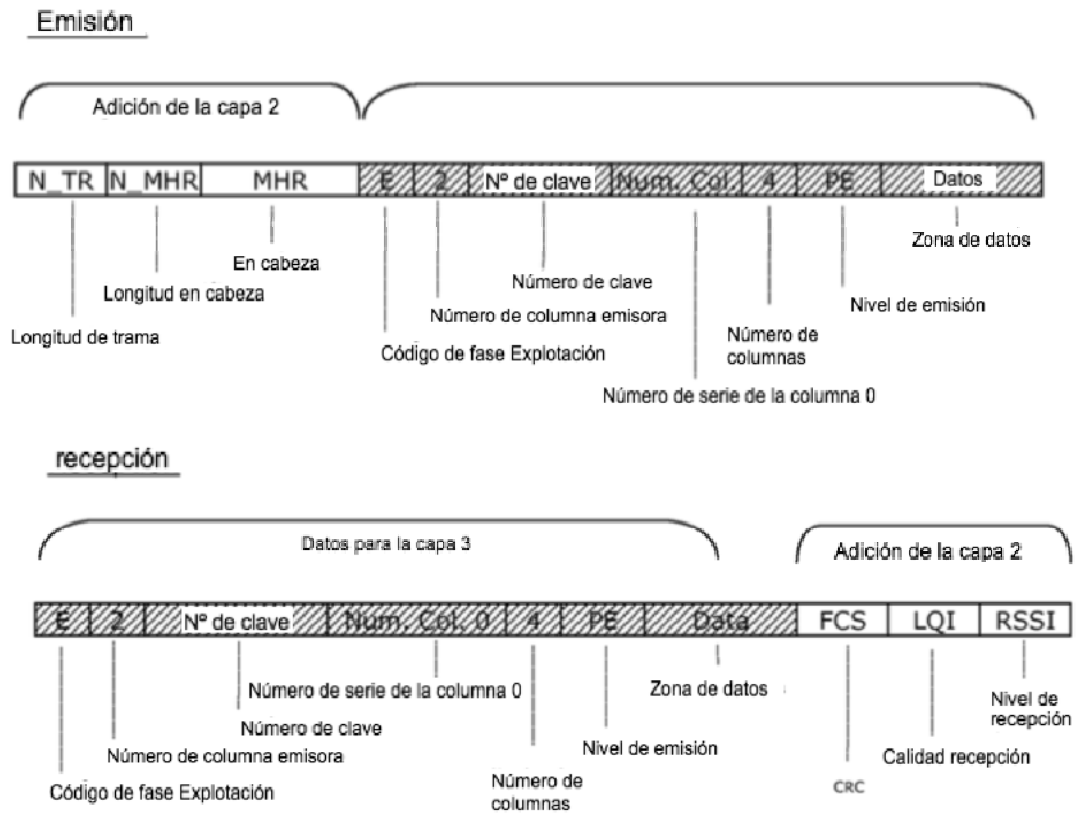 Emisión
Adición de la capa 2
N_TR N_MHR MHR E 2 Nº de clave Num. Col. 4 PE Datos
Zona de datos
En cabeza
Número de clave
Longitud en cabeza
Nivel de emisión
Número de columna emisora
Longitud de trama
Número de
columnas
Código de fase Explotación
Número de serie de la columna 0
recepción
Datos para la capa 3
Adición de la capa 2
E 2 Nº de clave Num. Col. 0 4 PE Data FCS LQI RSSI
Número de serie de la columna 0
Zona de datos
Nivel de
recepción
Número de clave
Número de columna emisora
Nivel de emisión
Calidad recepción
Código de fase Explotación
Número de
columnas
CRC